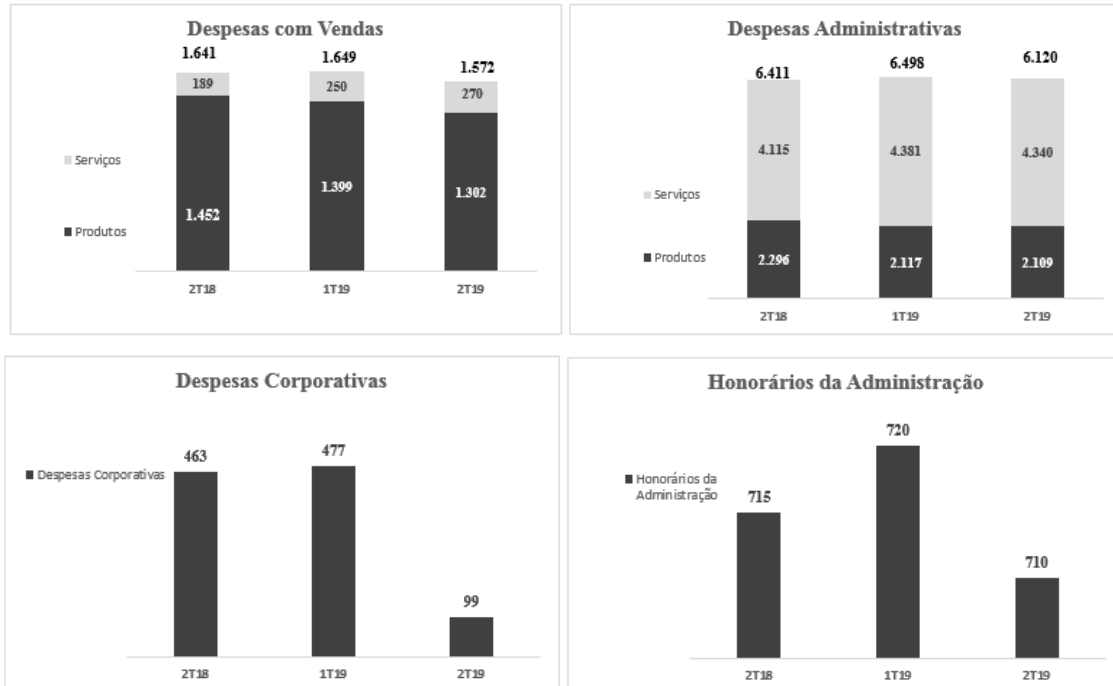 Despesas com Vendas
1.641
1.649
1.572
189
250
270
Serviços
1.452
1.399
1.302
Produtos
2T18
1T19
2T19
Despesas Administrativas
6.411
6.498
6.120
4.115
4.381
4.340
Serviços
Produtos
2.296
2.117
2.109
2T18
1T19
2T19
Despesas Corporativas
463
477
99
Despesas Corporativas
2T18
1T19
2T19
Honorários da Administração
715
720
710
Honorários da
Administração
2T18
1T19
2T19